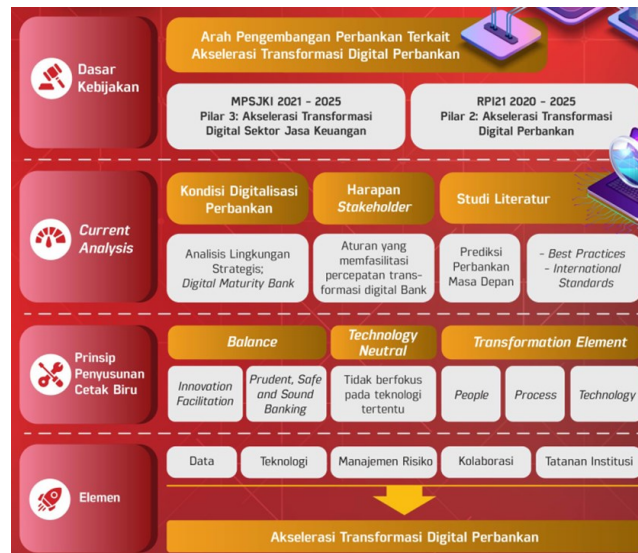 Dasar
Kebijakan
Arah Pengembangan Perbankan Terkait
Akselerasi Transformasi Digital Perbankan
MPSJKI 2021 - 2025
Pilar 3: Akselerasi Transformasi
Digital Sektor Jasa Keuangan
RPI21 2020 - 2025
Pilar 2: Akselerasi Transformasi
Digital Perbankan
Current
Analysis
Kondisi Digitalisasi
Perbankan
Harapan
Stakeholder
Studi Literatur
Analisis Lingkungan
Strategis;
Digital Maturity Bank
Aturan yang
memfasilitasi
percepatan trans-
formasi digital Bank
Prediksi
Perbankan
Masa Depan
- Best Practices
- International
Standards
Prinsip
Penyusunan
Cetak Biru
Balance
Technology
Neutral
Transformation Element
Innovation
Facilitation
Prudent, Safe
and Sound
Banking
Tidak berfokus
pada teknologi
tertentu
People
Process
Technology
Elemen
Data
Teknologi
Manajemen Risiko
Kolaborasi
Tatanan Institusi
Akselerasi Transformasi Digital Perbankan